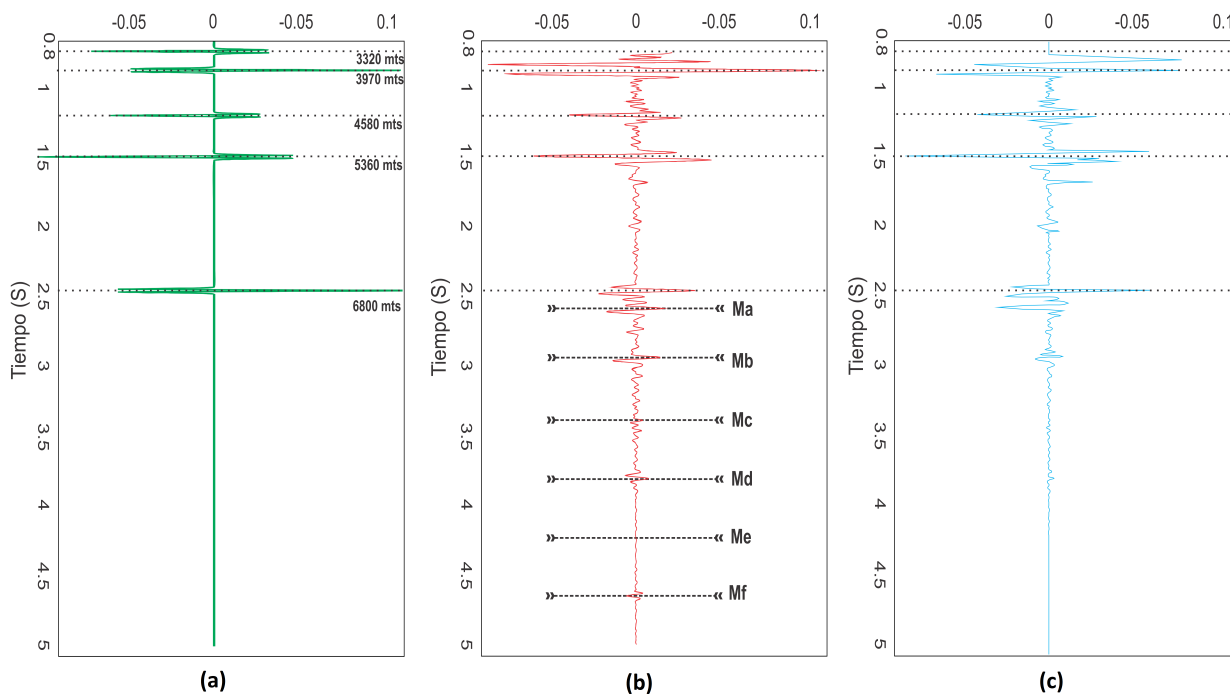 -0.05 0 -0.05 0.1
0.8
1
1.5
2
2.5
3
3.5
4
4.5
5
Tiempo (S)
3320 mts
3970 mts
4580 mts
5360 mts
6800 mts
(a)
-0.05 0 0.05 0.1
0.8
1
1.5
2
2.5
3
3.5
4
4.5
5
Tiempo (S)
» « Ma
» « Mb
» « Mc
» « Md
» « Me
» « Mf
(b)
-0.05 0 -0.05 0.1
0.8
1
1.5
2
2.5
3
3.5
4
4.5
5
Tiempo (S)
(c)